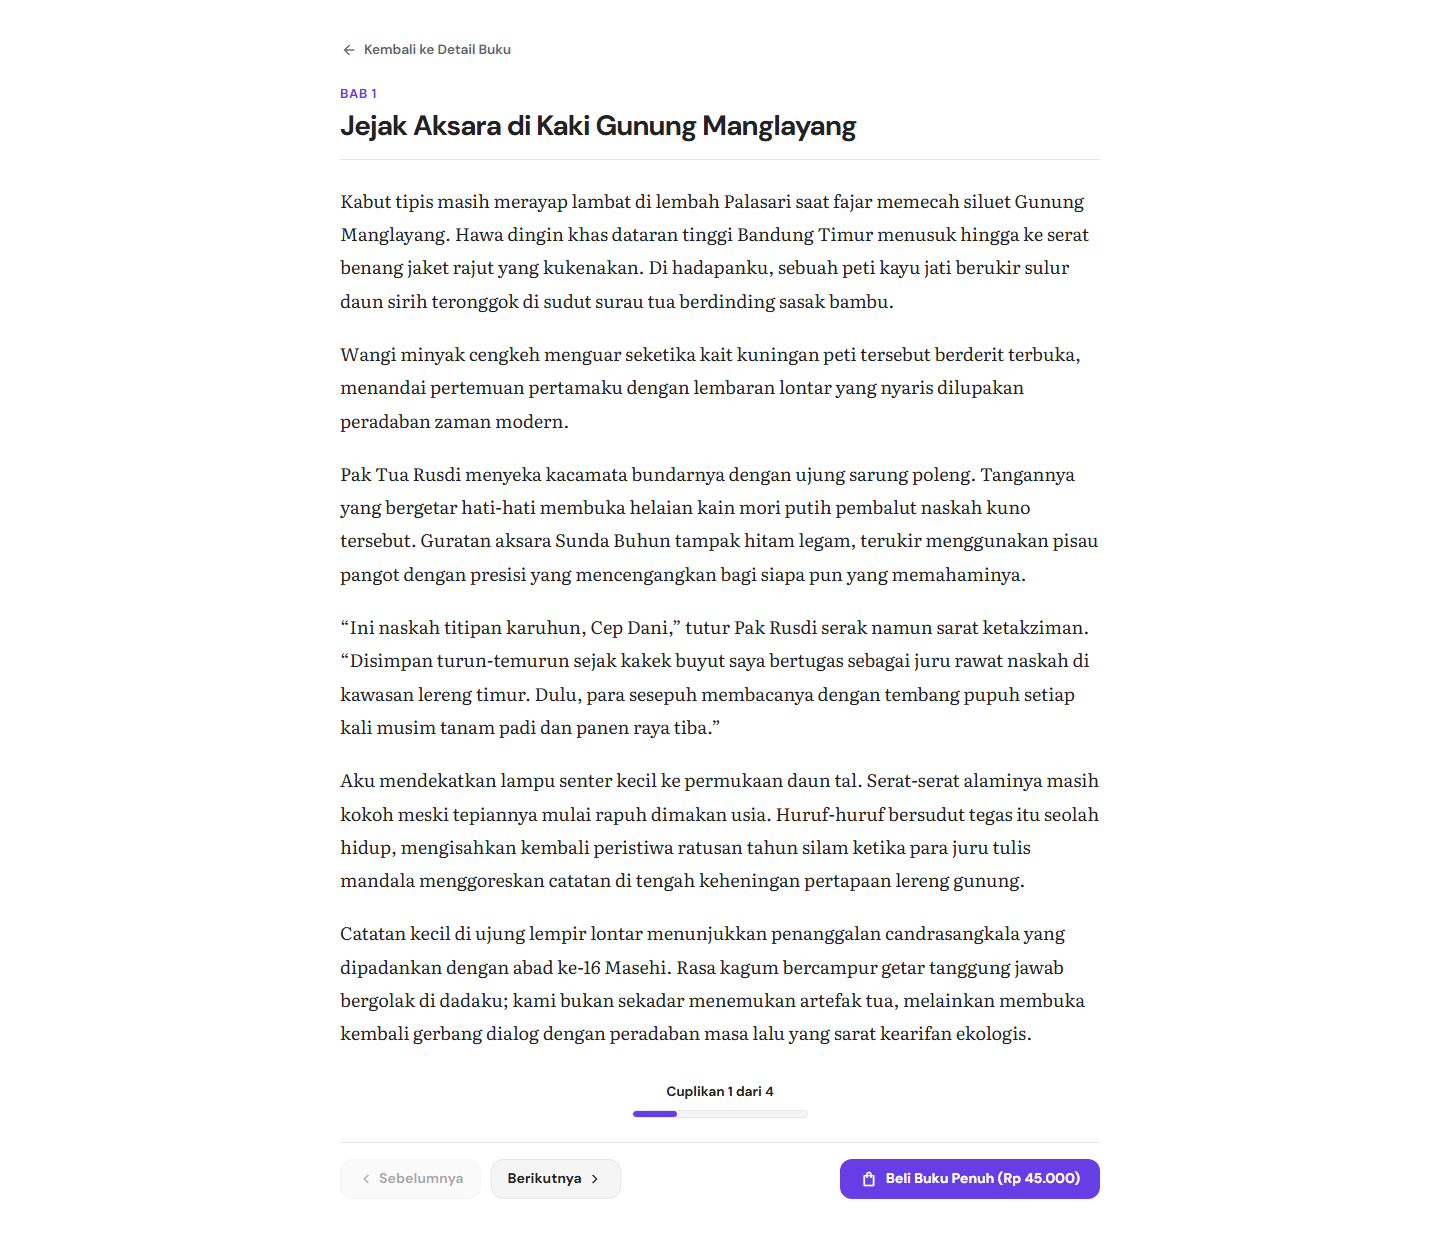 Kembali ke Detail Buku
BAB 1
Jejak Aksara di Kaki Gunung Manglayang
Kabut tipis masih merayap lambat di lembah Palasari saat fajar memecah siluet Gunung
Manglayang. Hawa dingin khas dataran tinggi Bandung Timur menusuk hingga ke serat
benang jaket rajut yang kukenakan. Di hadapanku, sebuah peti kayu jati berukir sulur
daun sirih teronggok di sudut surau tua berdinding sasak bambu.
Wangi minyak cengkeh menguar seketika kait kuningan peti tersebut berderit terbuka,
menandai pertemuan pertamaku dengan lembaran lontar yang nyaris dilupakan
peradaban zaman modern.
Pak Tua Rusdi menyeka kacamata bundarnya dengan ujung sarung poleng. Tangannya
yang bergetar hati-hati membuka helaian kain mori putih pembalut naskah kuno
tersebut. Guratan aksara Sunda Buhun tampak hitam legam, terukir menggunakan pisau
pangot dengan presisi yang mencengangkan bagi siapa pun yang memahaminya.
“Ini naskah titipan karuhun, Cep Dani,” tutur Pak Rusdi serak namun sarat ketakziman.
“Disimpan turun-temurun sejak kakek buyut saya bertugas sebagai juru rawat naskah di
kawasan lereng timur. Dulu, para sesepuh membacanya dengan tembang pupuh setiap
kali musim tanam padi dan panen raya tiba.”
Aku mendekatkan lampu senter kecil ke permukaan daun tal. Serat-serat alaminya masih
kokoh meski tepiannya mulai rapuh dimakan usia. Huruf-huruf bersudut tegas itu seolah
hidup, mengisahkan kembali peristiwa ratusan tahun silam ketika para juru tulis
mandala menggoreskan catatan di tengah keheningan pertapaan lereng gunung.
Catatan kecil di ujung lempir lontar menunjukkan penanggalan candrasangkala yang
dipadankan dengan abad ke-16 Masehi. Rasa kagum bercampur getar tanggung jawab
bergolak di dadaku; kami bukan sekadar menemukan artefak tua, melainkan membuka
kembali gerbang dialog dengan peradaban masa lalu yang sarat kearifan ekologis.
Cuplikan 1 dari 4
Sebelumnya
Berikutnya
Beli Buku Penuh (Rp 45.000)